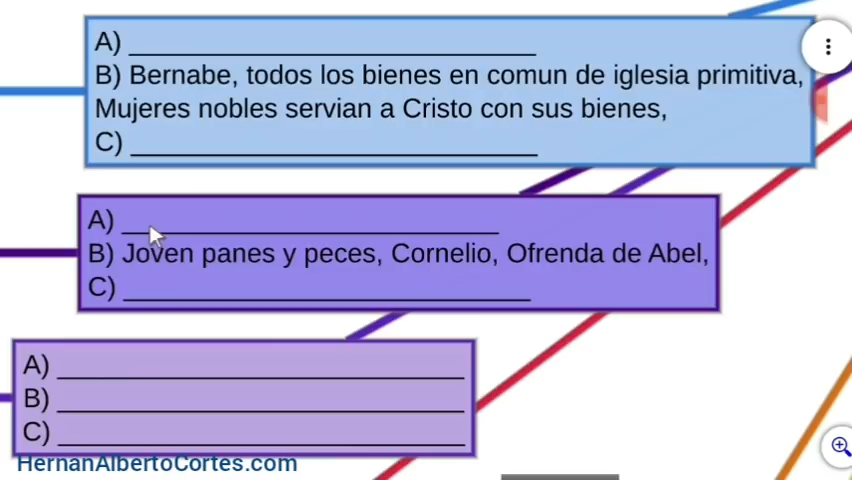 A) ______________________________
B) Bernabe, todos los bienes en comun de iglesia primitiva,
Mujeres nobles servian a Cristo con sus bienes,
C) ______________________________
A) ____________________________
B) Joven panes y peces, Cornelio, Ofrenda de Abel,
C) ______________________________
A) ______________________________
B) ______________________________
C) ______________________________
HernanAlbertoCortes.com